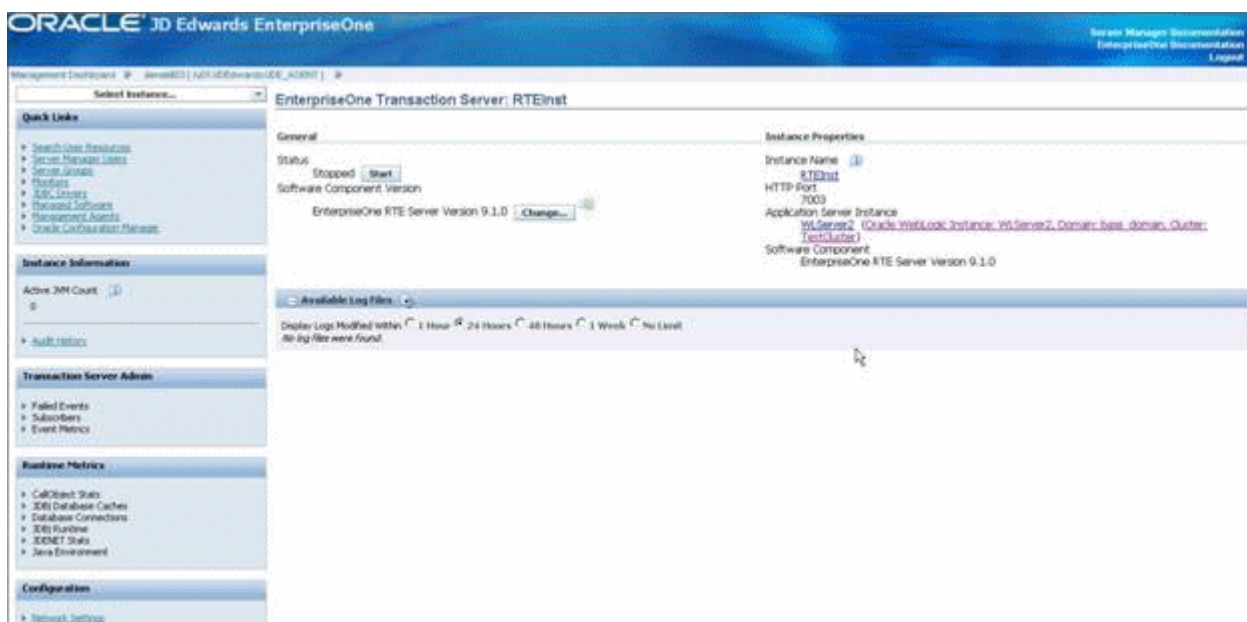 ORACLE JD Edwards EnterpriseOne
Server Manager Documentation
EnterpriseOne Documentation
Logout
Management Dashboard
Select Instance...
Quick Links
Search User Resources
Server Manager Users
Server Groups
Monitors
JDBC Drivers
Managed Software
Management Agents
Oracle Configuration Manager
Instance Information
Active JVM Count
0
Audit History
Transaction Server Admin
Failed Events
Subscribers
Event Metrics
Runtime Metrics
CallObject Stats
JDBj Database Caches
Database Connections
JDBj Runtime
JDENET Stats
Java Environment
Configuration
Network Settings
EnterpriseOne Transaction Server: RTEInst
General
Status
Stopped Start
Software Component Version
EnterpriseOne RTE Server Version 9.1.0 Change...
Instance Properties
Instance Name
RTEInst
HTTP Port
7003
Application Server Instance
WLServer2 (Oracle WebLogic Instance: WLServer2, Domain: base_domain, Cluster:
TestCluster)
Software Component
EnterpriseOne RTE Server Version 9.1.0
Available Log Files
Display Logs Modified Within 1 Hour 24 Hours 48 Hours 1 Week No Limit
No log files were found.